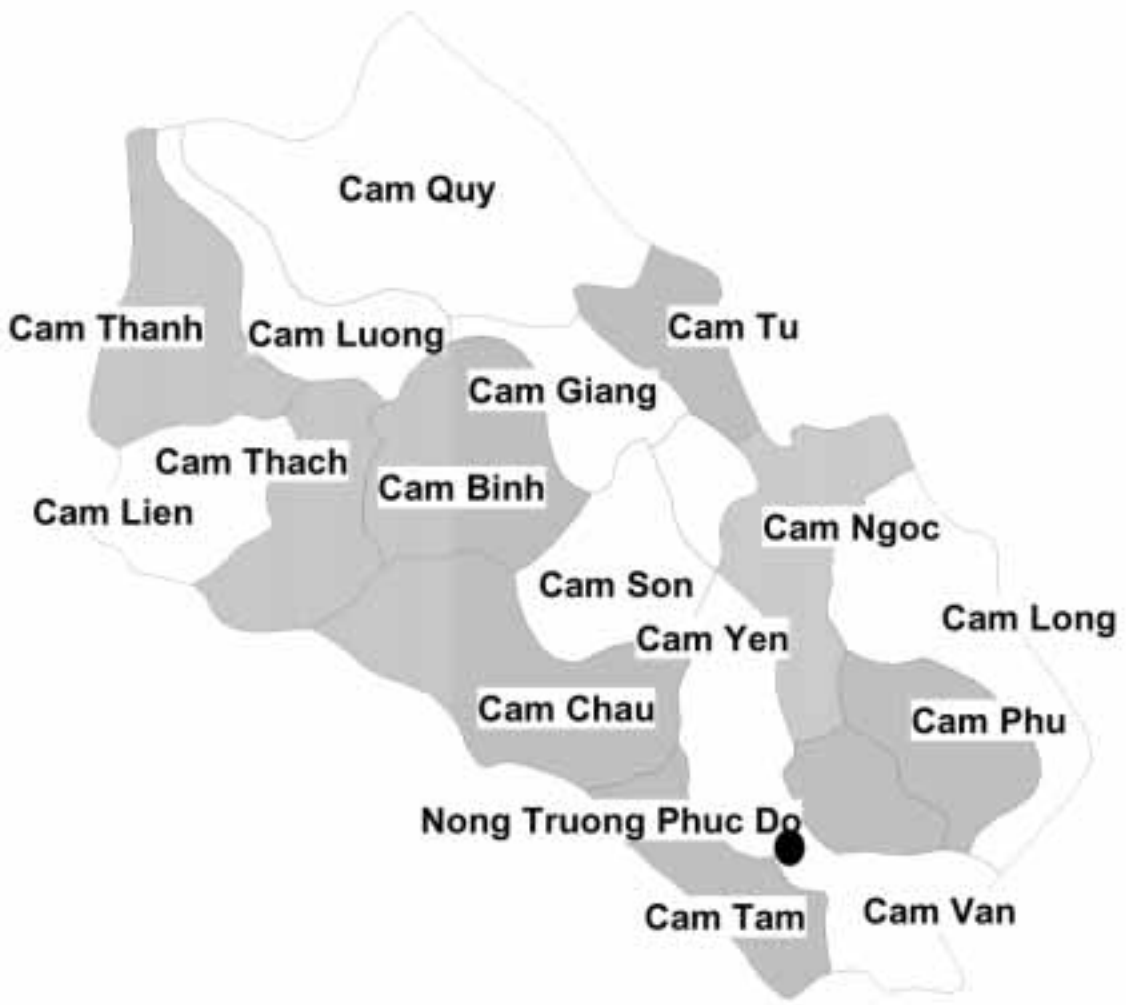 Cam Quy
Cam Thanh
Cam Luong
Cam Tu
Cam Giang
Cam Thach
Cam Binh
Cam Lien
Cam Ngoc
Cam Son
Cam Long
Cam Yen
Cam Chau
Cam Phu
Nong Truong Phuc Do
Cam Tam
Cam Van